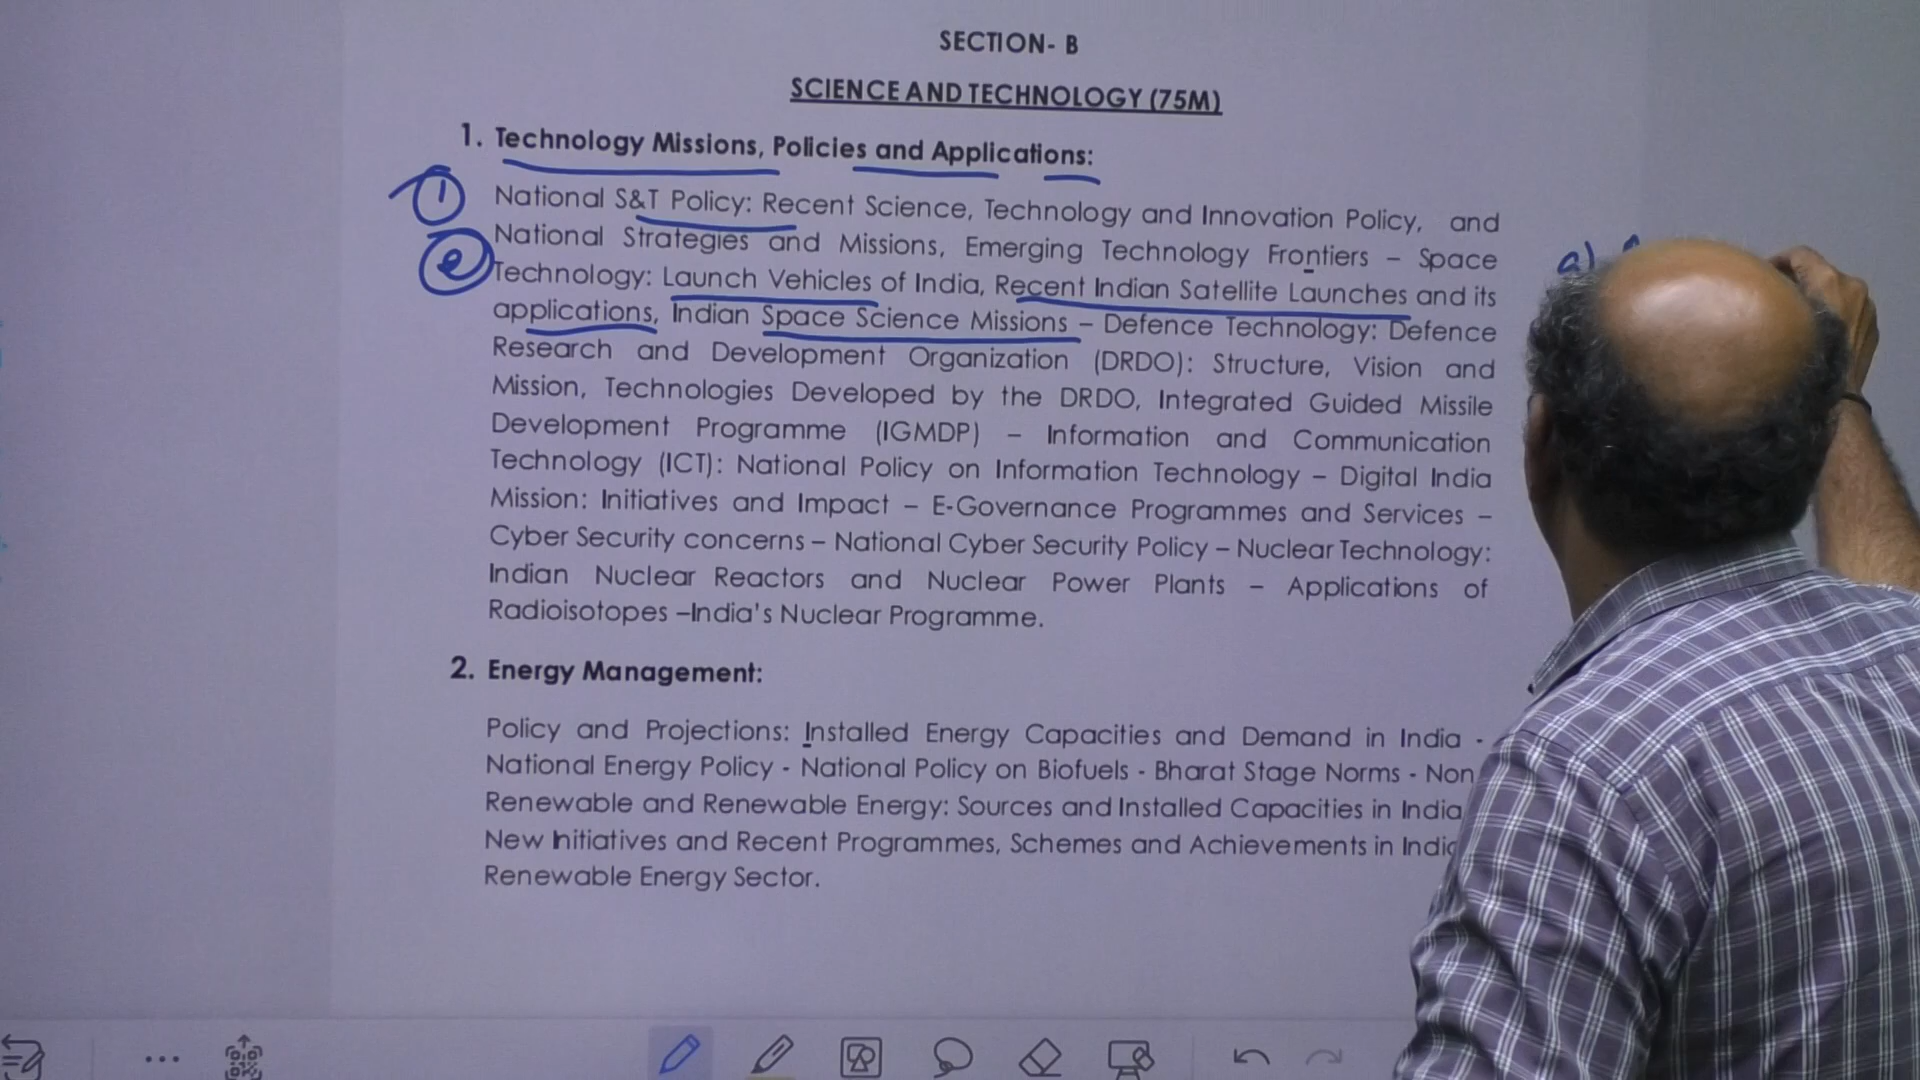 SECTION- B
SCIENCE AND TECHNOLOGY (75M)
1. Technology Missions, Policies and Applications:
1
National S&T Policy: Recent Science, Technology and Innovation Policy, and
2
National Strategies and Missions, Emerging Technology Frontiers – Space
Technology: Launch Vehicles of India, Recent Indian Satellite Launches and its
applications, Indian Space Science Missions – Defence Technology: Defence
Research and Development Organization (DRDO): Structure, Vision and
Mission, Technologies Developed by the DRDO, Integrated Guided Missile
Development Programme (IGMDP) – Information and Communication
Technology (ICT): National Policy on Information Technology – Digital India
Mission: Initiatives and Impact – E-Governance Programmes and Services –
Cyber Security concerns – National Cyber Security Policy – Nuclear Technology:
Indian Nuclear Reactors and Nuclear Power Plants – Applications of
Radioisotopes –India's Nuclear Programme.
a)
2. Energy Management:
Policy and Projections: Installed Energy Capacities and Demand in India -
National Energy Policy - National Policy on Biofuels - Bharat Stage Norms - Non
Renewable and Renewable Energy: Sources and Installed Capacities in India
New Initiatives and Recent Programmes, Schemes and Achievements in
Renewable Energy Sector.